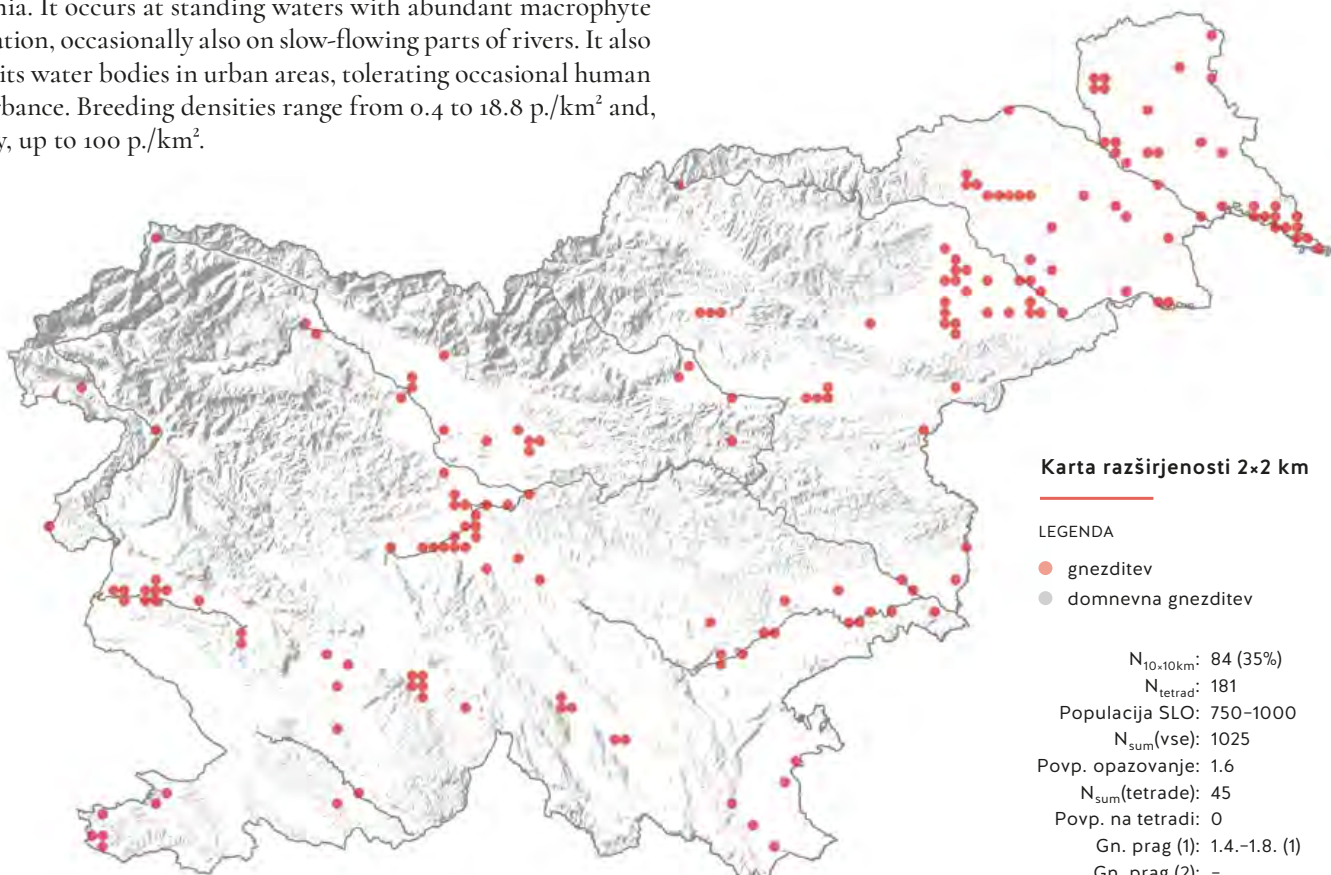 nia. It occurs at standing waters with abundant macrophyte
ation, occasionally also on slow-flowing parts of rivers. It also
its water bodies in urban areas, tolerating occasional human
rbance. Breeding densities range from 0.4 to 18.8 p./km² and,
y, up to 100 p./km².
Karta razširjenosti 2×2 km
LEGENDA
gnezditev
domnevna gnezditev
N10×10km: 84 (35%)
Ntetrad: 181
Populacija SLO: 750–1000
Nsum(vse): 1025
Povp. opazovanje: 1.6
Nsum(tetrade): 45
Povp. na tetradi: 0
Gn. prag (1): 1.4.–1.8. (1)
Gn. prag (2): –